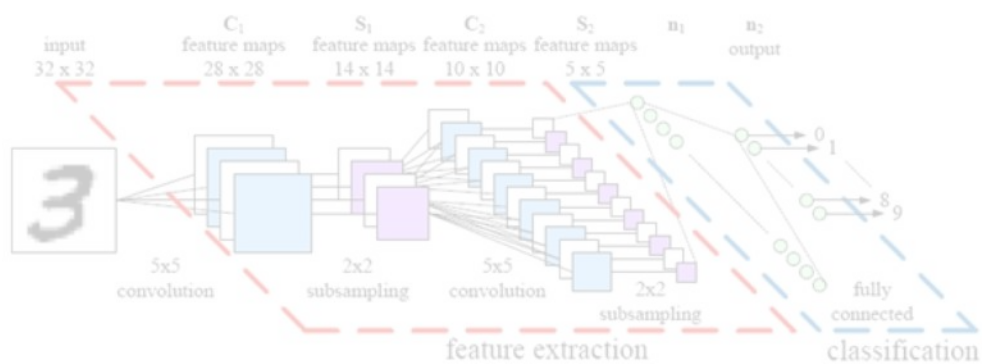 C1
feature maps
28 x 28
S1
feature maps
14 x 14
C2
feature maps
10 x 10
S2
feature maps
5 x 5
n1
n2
output
input
32 x 32
3
0
1
8
9
5x5
convolution
2x2
subsampling
5x5
convolution
2x2
subsampling
fully
connected
feature extraction
classification